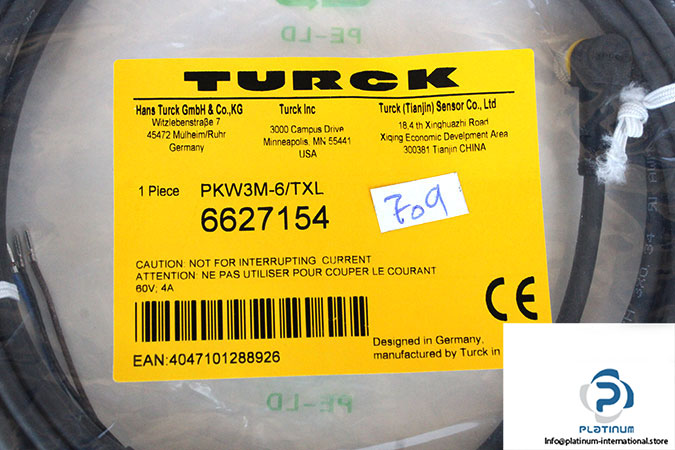 PE-LD
TURCK
Hans Turck GmbH & Co.,KG
Witzlebenstraße 7
45472 Mülheim/Ruhr
Germany
Turck Inc
3000 Campus Drive
Minneapolis, MN 55441
USA
Turck (Tianjin) Sensor Co., Ltd
18,4 th Xinghuazhi Road
Xiqing Economic Develpment Area
300381 Tianjin CHINA
1 Piece PKW3M-6/TXL
6627154
709
CAUTION: NOT FOR INTERRUPTING CURRENT
ATTENTION: NE PAS UTILISER POUR COUPER LE COURANT
60V, 4A
CE
EAN:4047101288926
Designed in Germany,
manufactured by Turck in
PE-LD
PLATINUM
Info@platinum-international.store